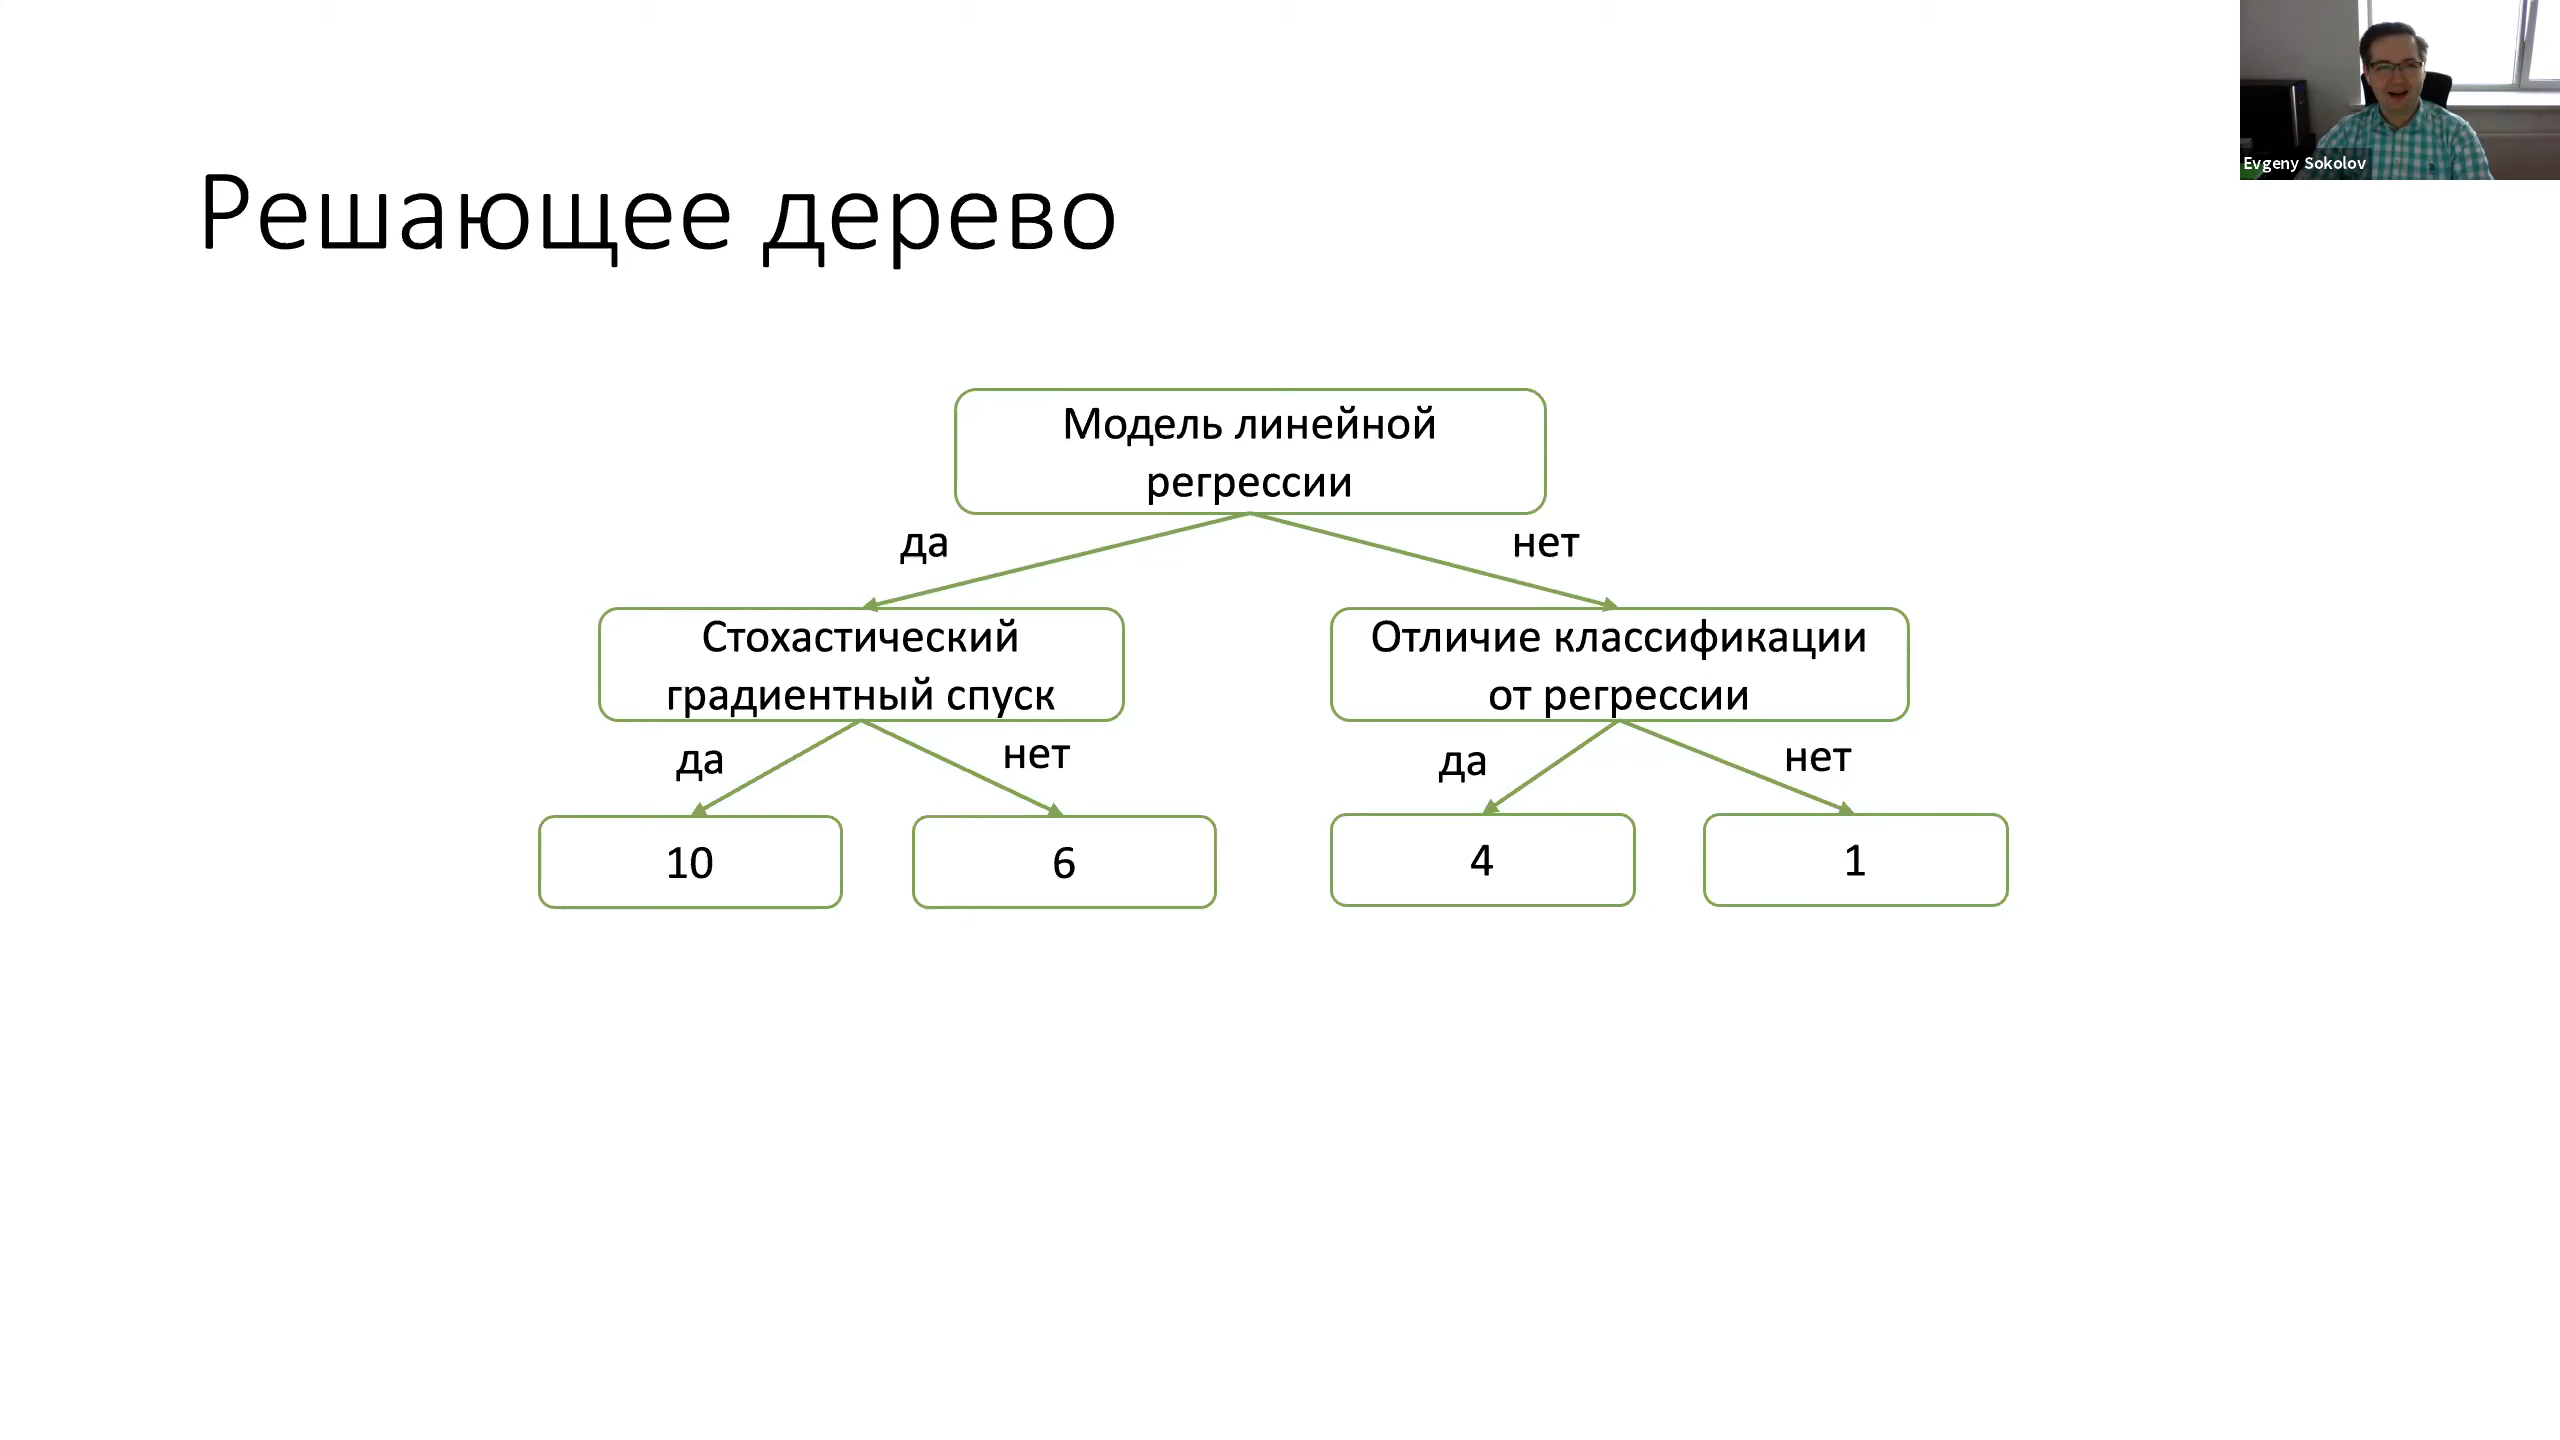 Evgeny Sokolov
Решающее дерево
Модель линейной
регрессии
да
нет
Стохастический
градиентный спуск
Отличие классификации
от регрессии
да
нет
да
нет
10
6
4
1